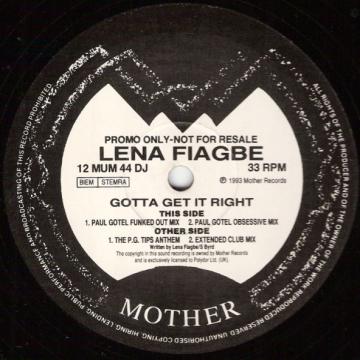 PROMO ONLY-NOT FOR RESALE
LENA FIAGBE
12 MUM 44 DJ 33 RPM
BIEM STEMRA ℗ 1993 Mother Records
GOTTA GET IT RIGHT
THIS SIDE
1. PAUL GOTEL FUNKED OUT MIX 2. PAUL GOTEL OBSESSIVE MIX
OTHER SIDE
1. THE P.G. TIPS ANTHEM 2. EXTENDED CLUB MIX
Written by Lena Fiagbe/S Byrd
The copyright in this sound recording is owned by Mother Records
and is exclusively licensed to Polydor Ltd. (UK).
MOTHER
ALL RIGHTS OF THE PRODUCER AND OF THE OWNER OF THE WORK REPRODUCED RESERVED. UNAUTHORISED COPYING, HIRING, LENDING, PUBLIC PERFORMANCE AND BROADCASTING OF THIS RECORD PROHIBITED